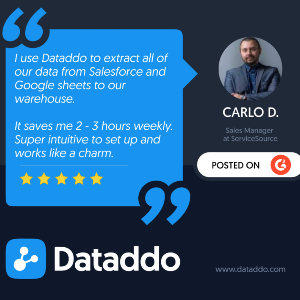 I use Dataddo to extract all of
our data from Salesforce and
Google sheets to our
warehouse.
It saves me 2 - 3 hours weekly.
Super intuitive to set up and
works like a charm.
CARLO D.
Sales Manager
at ServiceSource
POSTED ON
Dataddo
www.dataddo.com